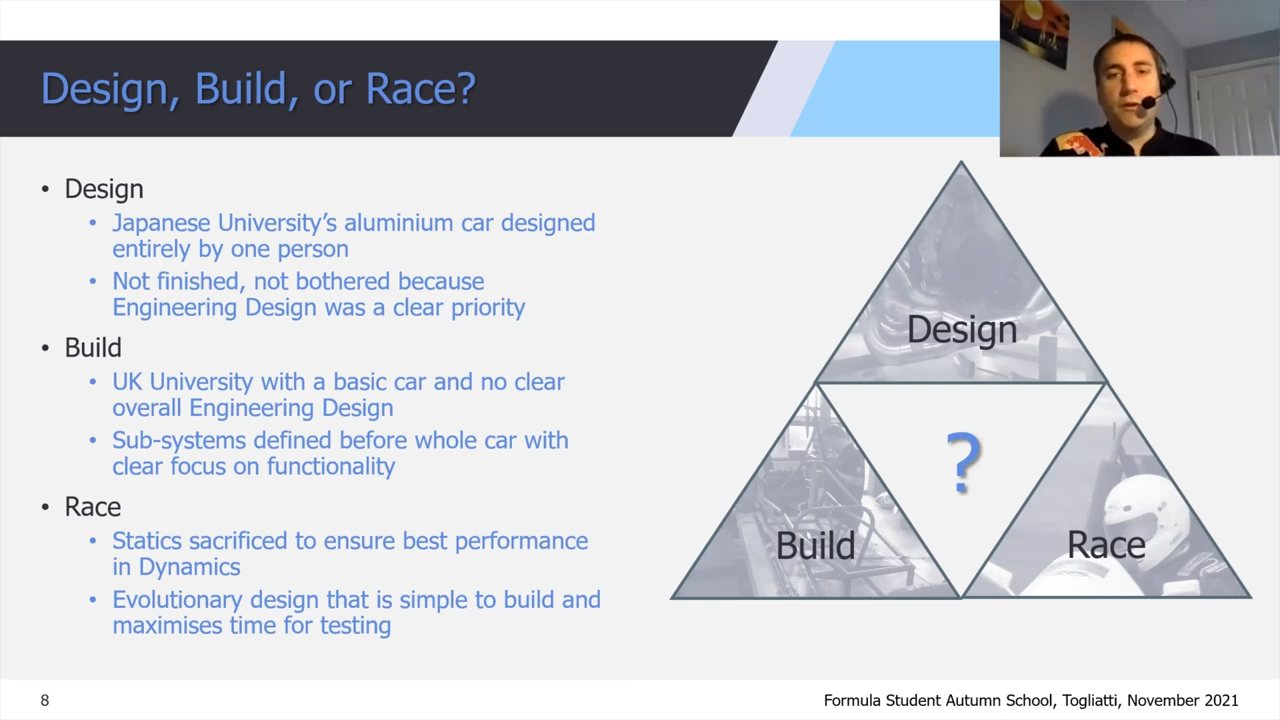 Design, Build, or Race?
• Design
• Japanese University's aluminium car designed
entirely by one person
• Not finished, not bothered because
Engineering Design was a clear priority
• Build
• UK University with a basic car and no clear
overall Engineering Design
• Sub-systems defined before whole car with
clear focus on functionality
• Race
• Statics sacrificed to ensure best performance
in Dynamics
• Evolutionary design that is simple to build and
maximises time for testing
Design
?
Build
Race
8
Formula Student Autumn School, Togliatti, November 2021